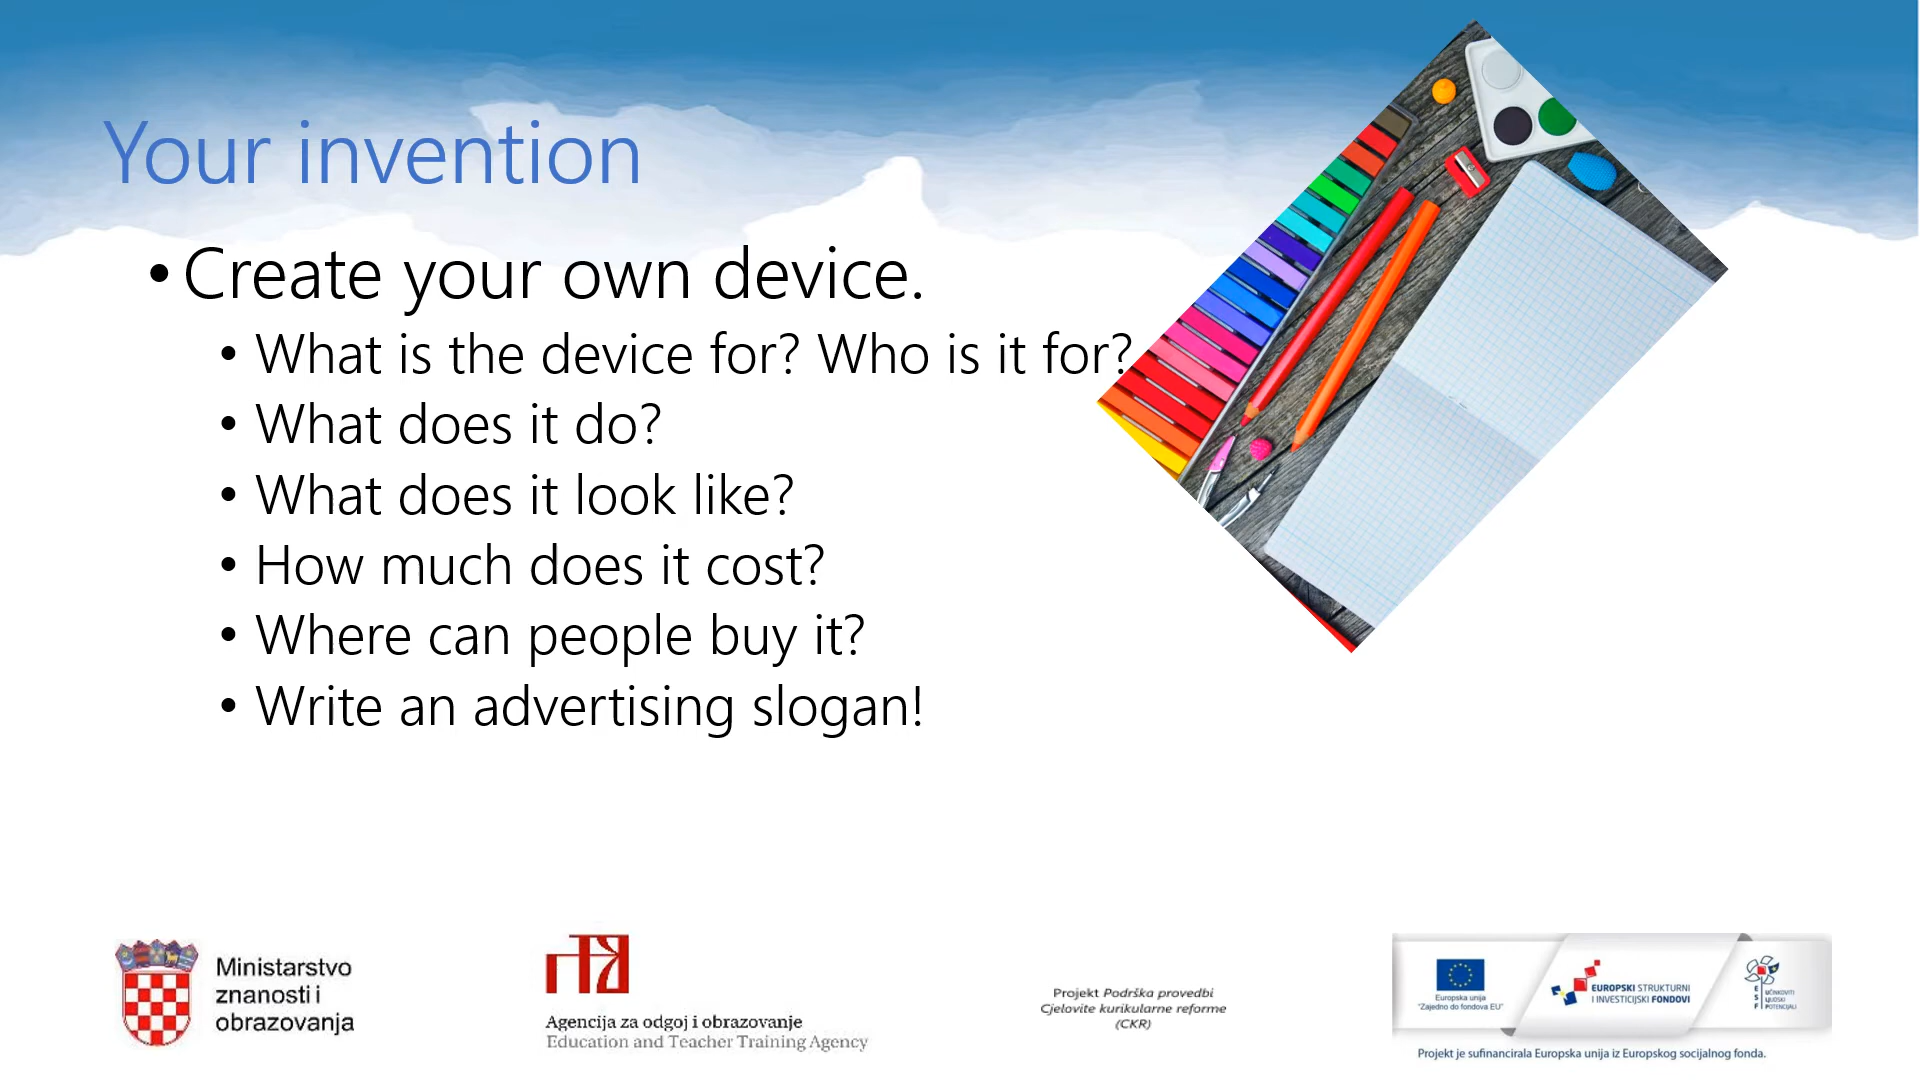 Your invention
• Create your own device.
• What is the device for? Who is it for?
• What does it do?
• What does it look like?
• How much does it cost?
• Where can people buy it?
• Write an advertising slogan!
Ministarstvo
znanosti i
obrazovanja
Agencija za odgoj i obrazovanje
Education and Teacher Training Agency
Projekt Podrška provedbi
Cjelovite kurikularne reforme
(CKR)
Europska unija
"Zajedno do fondova EU"
EUROPSKI STRUKTURNI
I INVESTICIJSKI FONDOVI
E S F
UČINKOVITI
LJUDSKI
POTENCIJALI
Projekt je sufinancirala Europska unija iz Europskog socijalnog fonda.